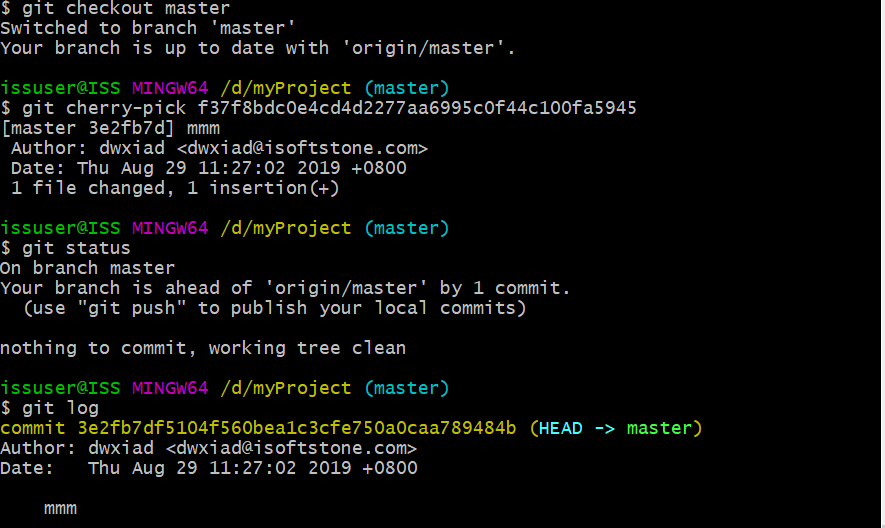 $ git checkout master
Switched to branch 'master'
Your branch is up to date with 'origin/master'.
issuser@ISS MINGW64 /d/myProject (master)
$ git cherry-pick f37f8bdc0e4cd4d2277aa6995c0f44c100fa5945
[master 3e2fb7d] mmm
Author: dwxiad <dwxiad@isoftstone.com>
Date: Thu Aug 29 11:27:02 2019 +0800
1 file changed, 1 insertion(+)
issuser@ISS MINGW64 /d/myProject (master)
$ git status
On branch master
Your branch is ahead of 'origin/master' by 1 commit.
(use "git push" to publish your local commits)
nothing to commit, working tree clean
issuser@ISS MINGW64 /d/myProject (master)
$ git log
commit 3e2fb7df5104f560bea1c3cfe750a0caa789484b (HEAD -> master)
Author: dwxiad <dwxiad@isoftstone.com>
Date:   Thu Aug 29 11:27:02 2019 +0800
mmm